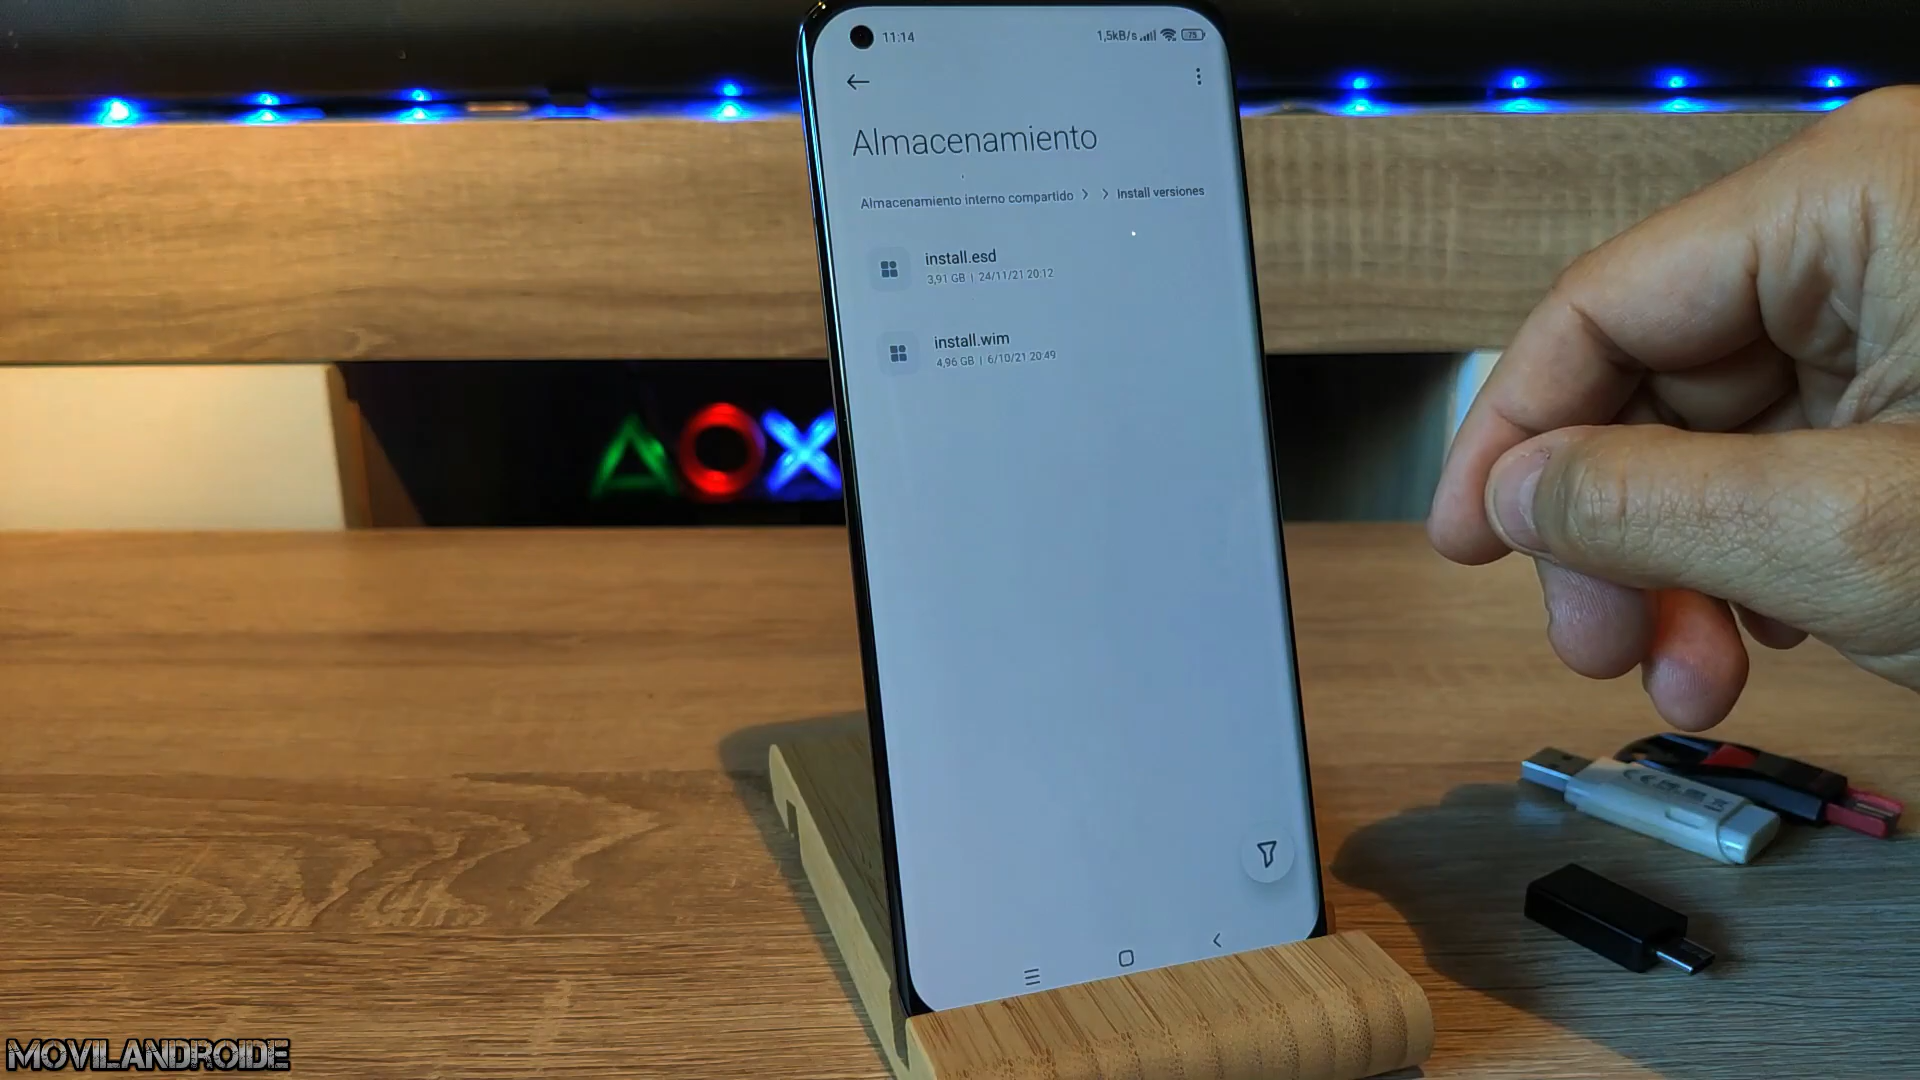 11:14
1,5kB/s
75
Almacenamiento
Almacenamiento interno compartido > > Install versiones
install.esd
3,91 GB | 24/11/21 20:12
install.wim
4,96 GB | 6/10/21 20:49
MOVILANDROIDE